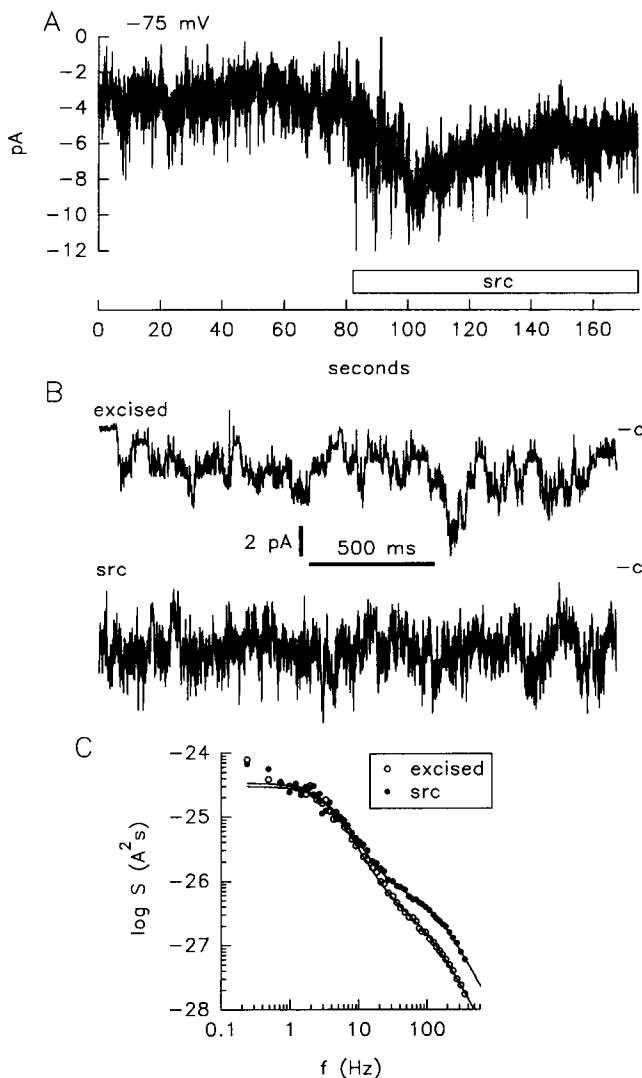 A
−75 mV
0
−2
−4
−6
−8
−10
−12
pA
src
0 20 40 60 80 100 120 140 160
seconds
B
excised
−c
2 pA
500 ms
src
−c
C
−24
−25
−26
−27
−28
log S (A²s)
excised
src
0.1 1 10 100
f (Hz)